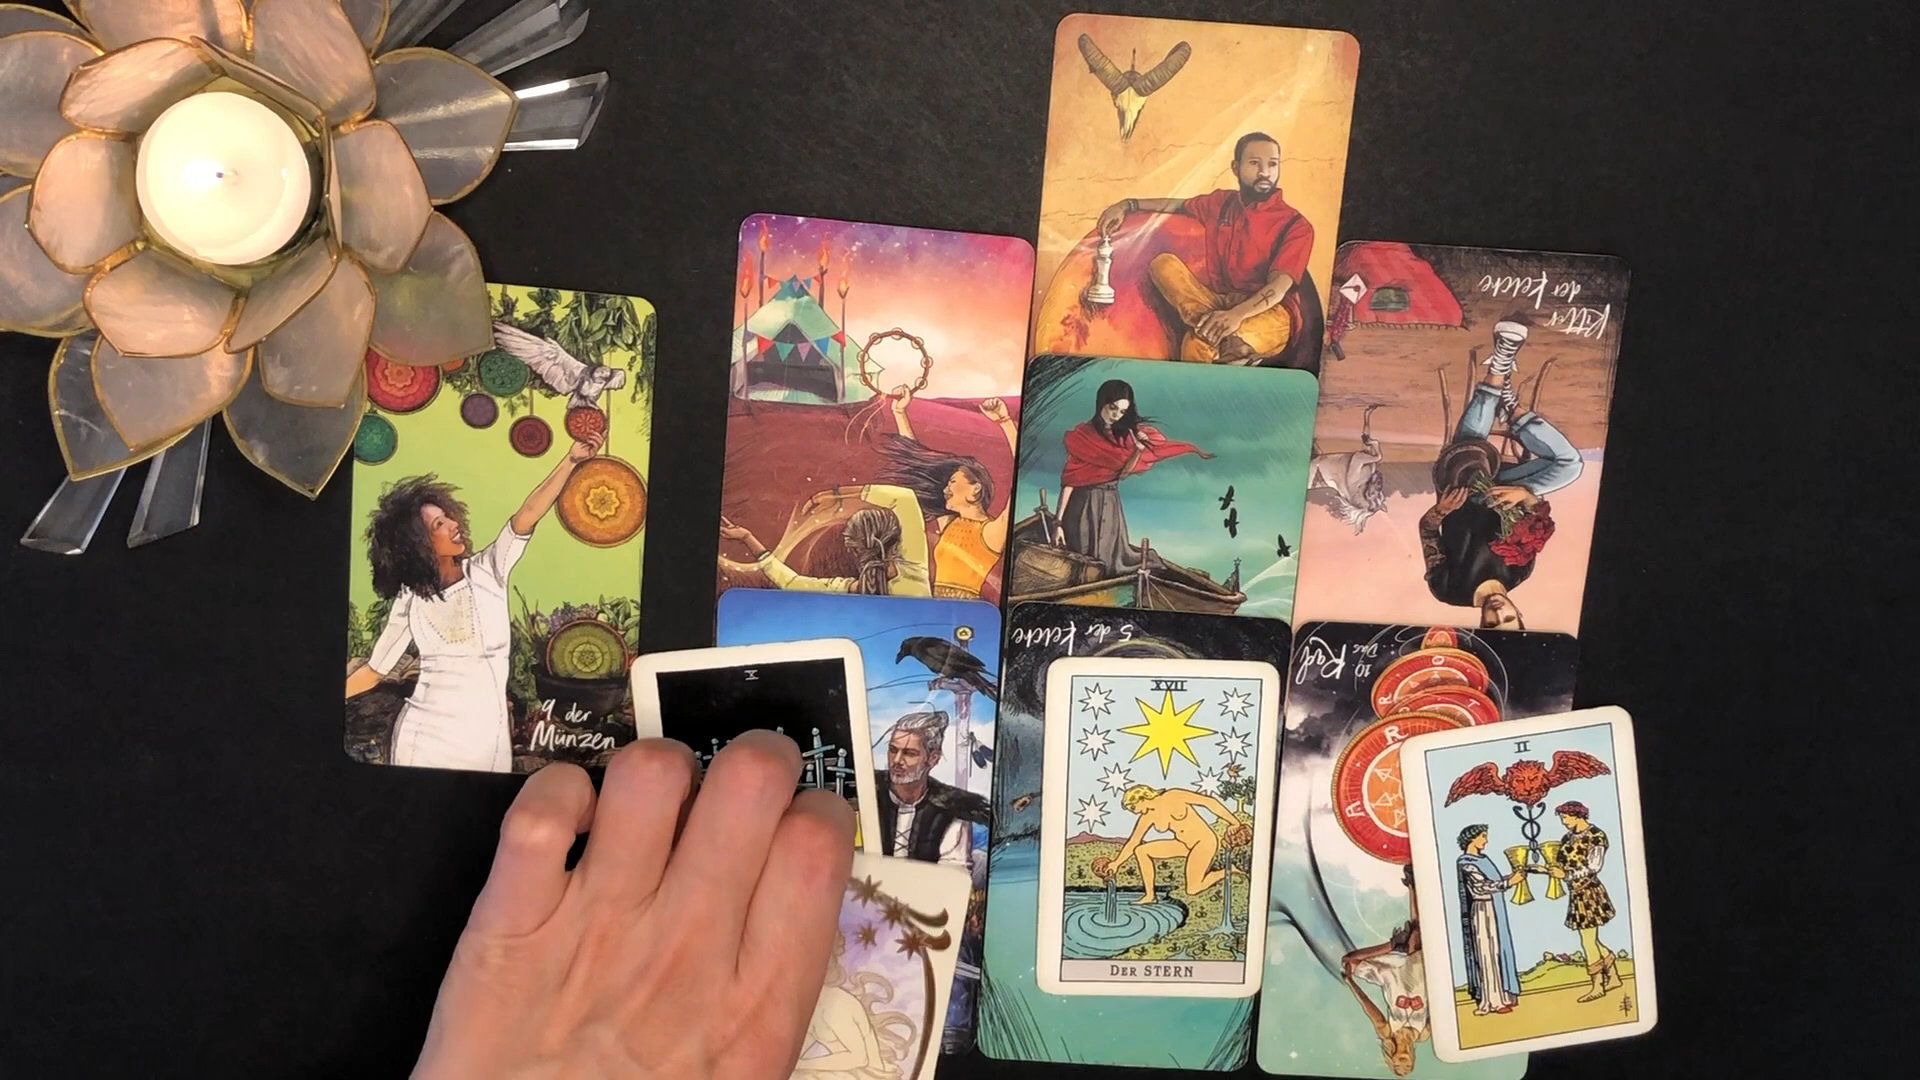 Ritter
der Kelche
9 der
Münzen
X
5 der Kelche
10
Das
Rad
R
O
T
A
R
XVII
DER STERN
II